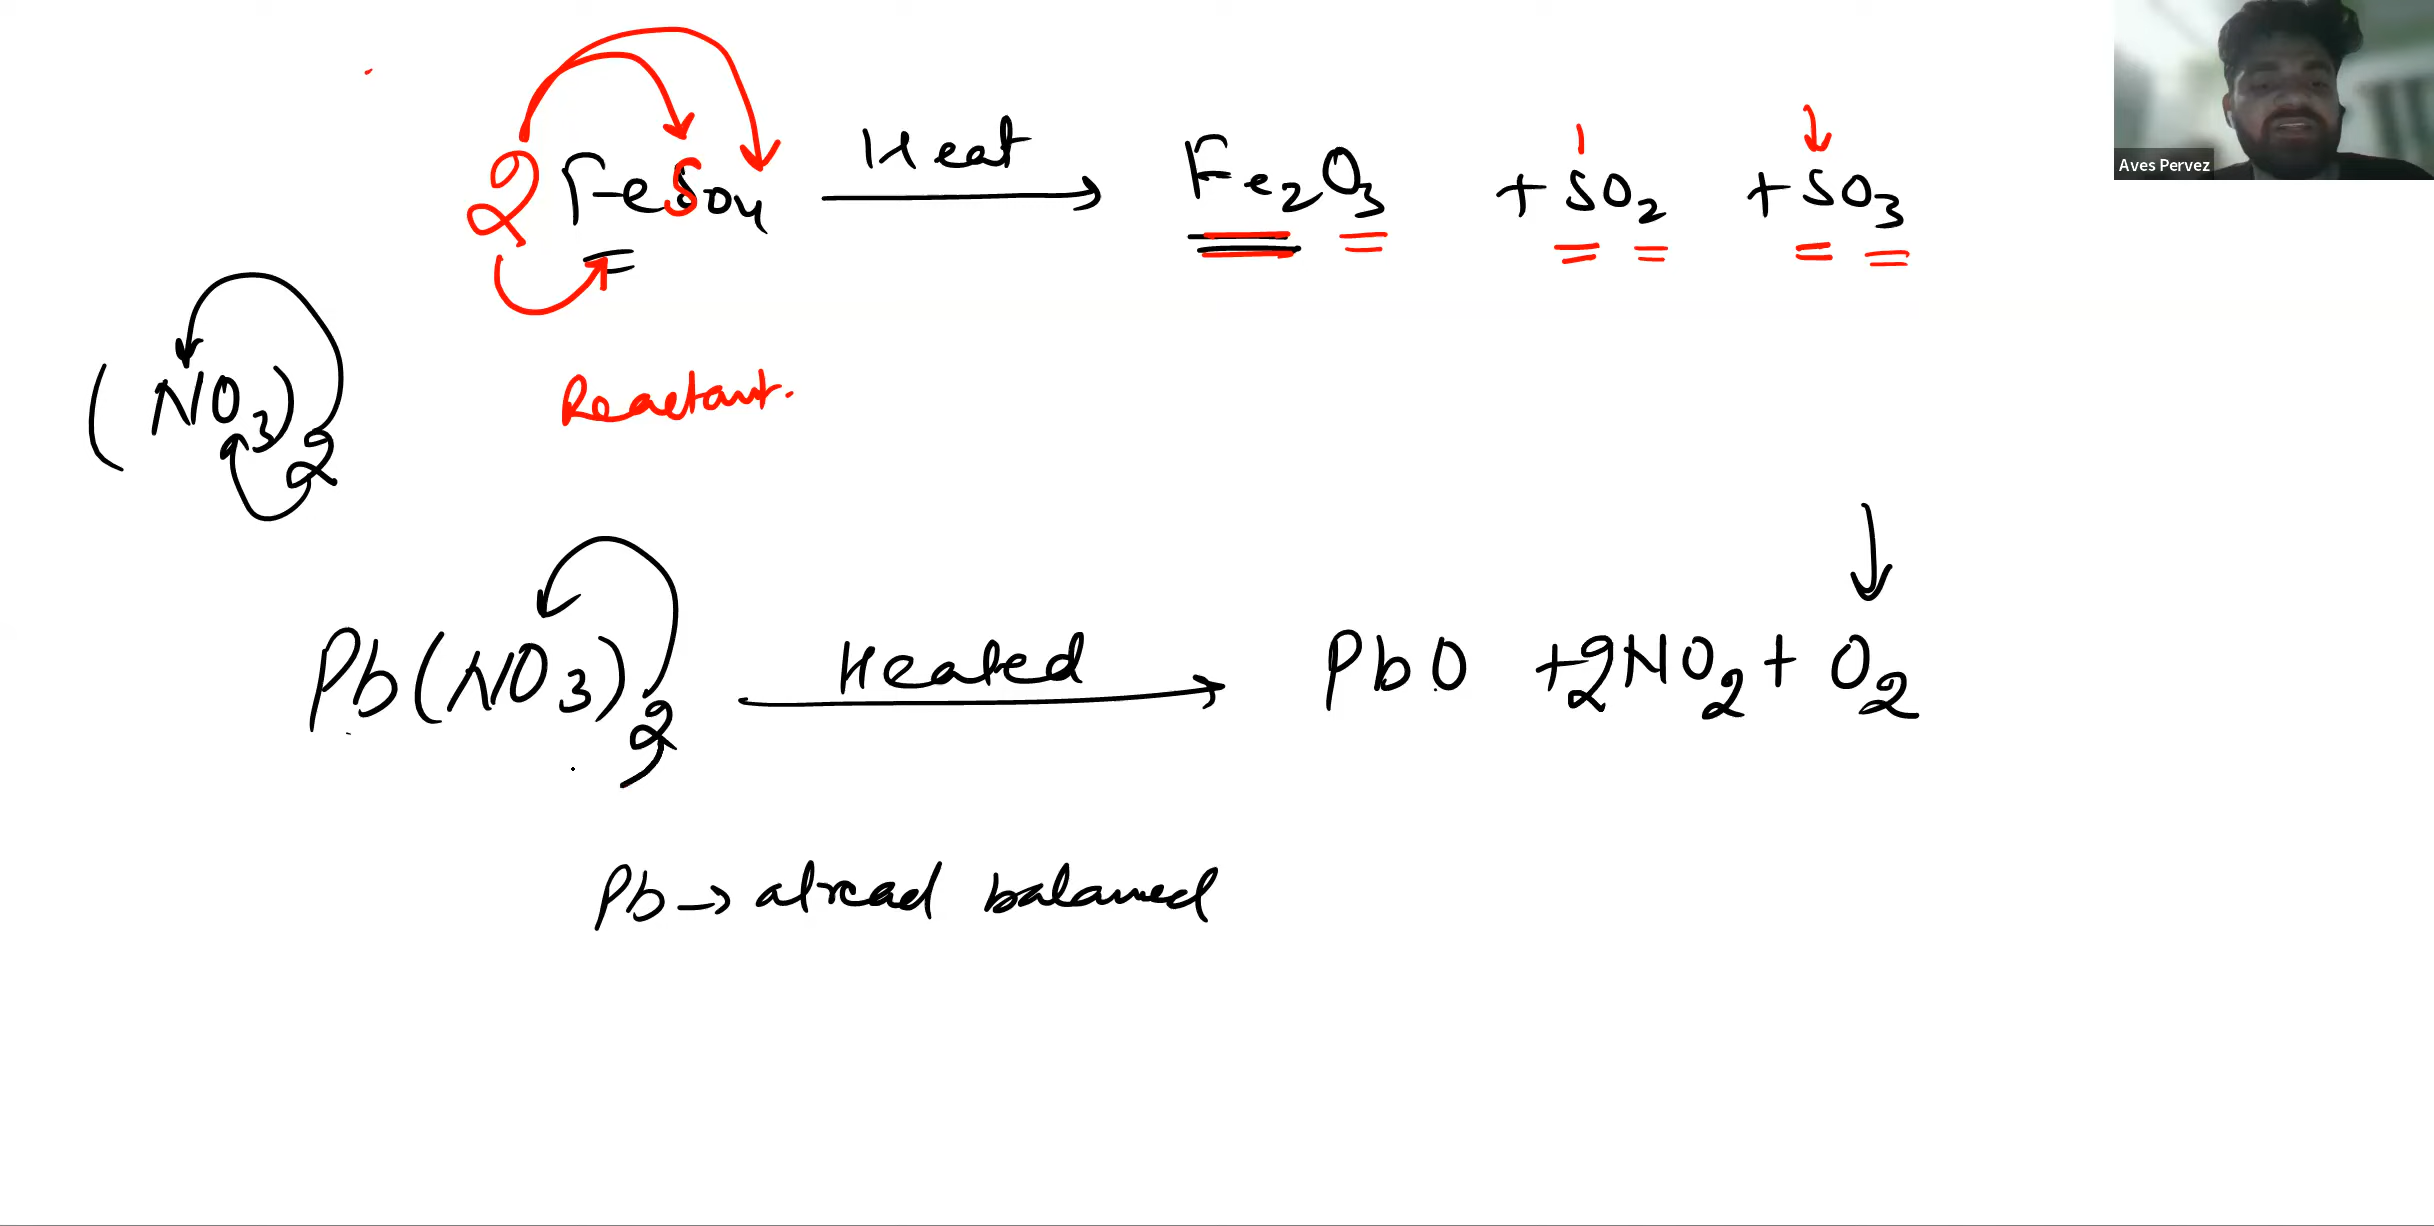 2FeSO4 Heat → Fe2O3 + SO2 + SO3
Aves Pervez
(NO3)2
Reactant.
Pb(NO3)2 Heated → PbO + 2NO2 + O2
Pb → alread balanced